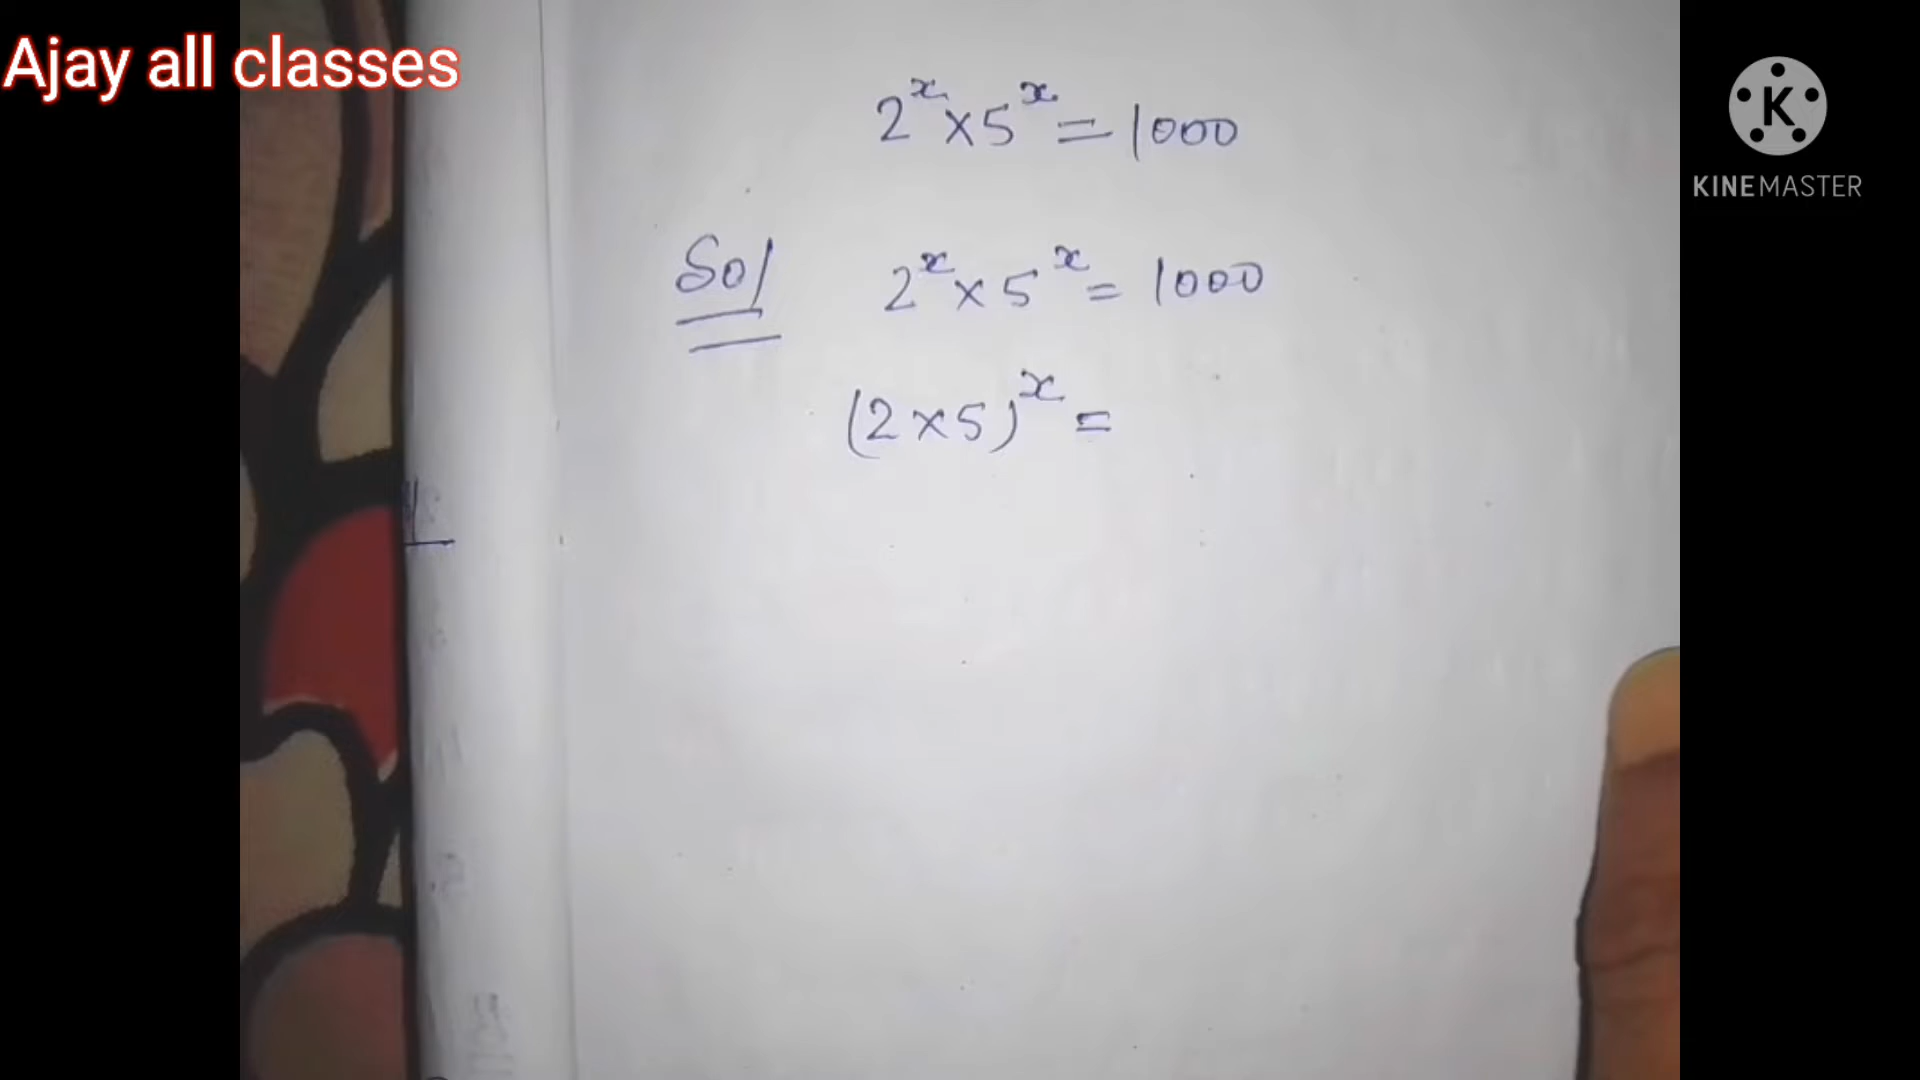 Ajay all classes
KINEMASTER
2^x × 5^x = 1000
Sol 2^x × 5^x = 1000
(2 × 5)^x =